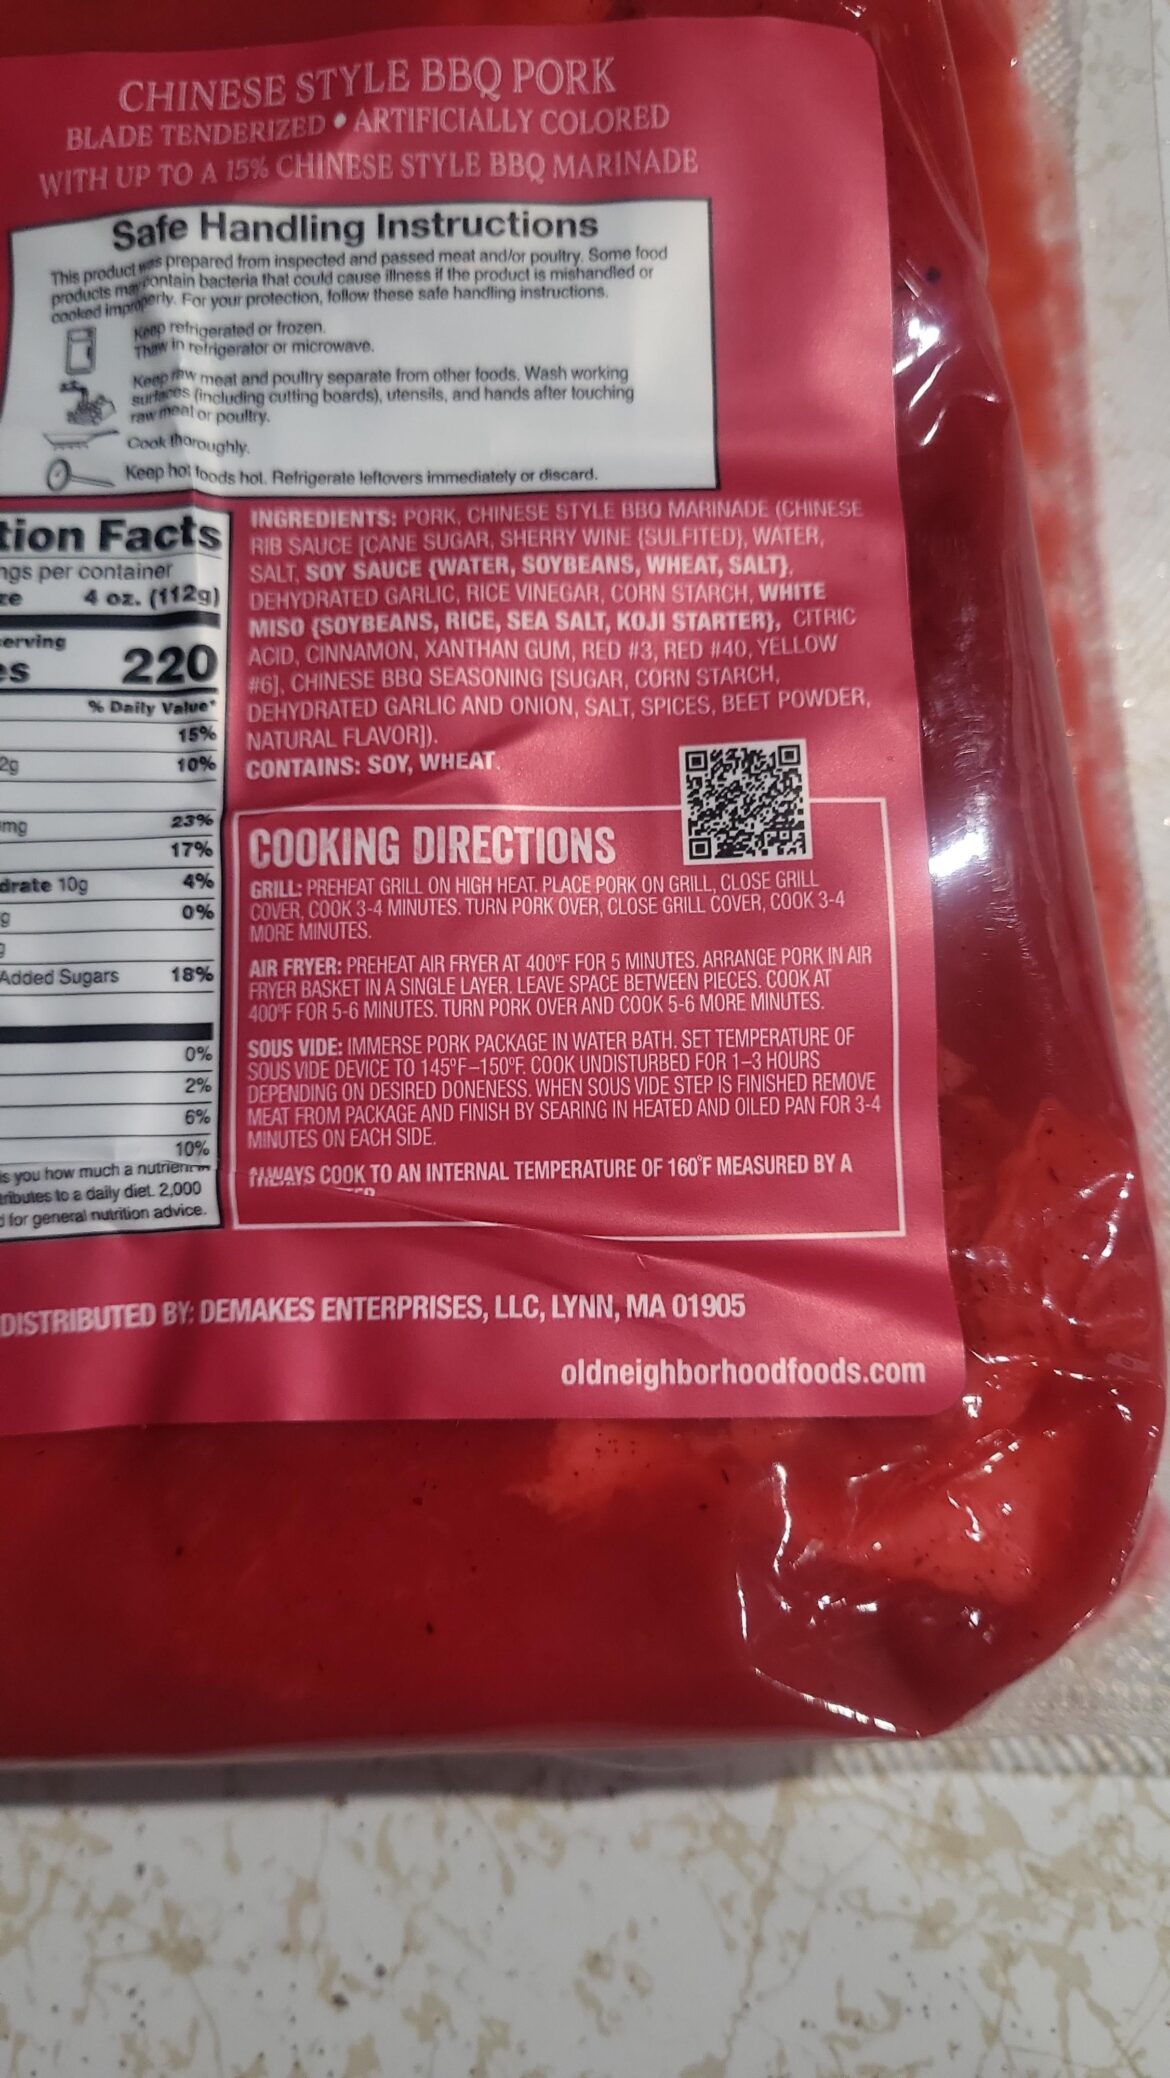 CHINESE STYLE BBQ PORK
BLADE TENDERIZED • ARTIFICIALLY COLORED
WITH UP TO A 15% CHINESE STYLE BBQ MARINADE
Safe Handling Instructions
This product was prepared from inspected and passed meat and/or poultry. Some food
products may contain bacteria that could cause illness if the product is mishandled or
cooked improperly. For your protection, follow these safe handling instructions.
Keep refrigerated or frozen.
Thaw in refrigerator or microwave.
Keep raw meat and poultry separate from other foods. Wash working
surfaces (including cutting boards), utensils, and hands after touching
raw meat or poultry.
Cook thoroughly.
Keep hot foods hot. Refrigerate leftovers immediately or discard.
tion Facts
ngs per container
ze 4 oz. (112g)
erving
es 220
% Daily Value*
15%
2g 10%
mg 23%
17%
drate 10g 4%
g 0%
g
Added Sugars 18%
0%
2%
6%
10%
s you how much a nutrient in
tributes to a daily diet. 2,000
d for general nutrition advice.
INGREDIENTS: PORK, CHINESE STYLE BBQ MARINADE (CHINESE
RIB SAUCE [CANE SUGAR, SHERRY WINE {SULFITED}, WATER,
SALT, SOY SAUCE {WATER, SOYBEANS, WHEAT, SALT},
DEHYDRATED GARLIC, RICE VINEGAR, CORN STARCH, WHITE
MISO {SOYBEANS, RICE, SEA SALT, KOJI STARTER}, CITRIC
ACID, CINNAMON, XANTHAN GUM, RED #3, RED #40, YELLOW
#6], CHINESE BBQ SEASONING [SUGAR, CORN STARCH,
DEHYDRATED GARLIC AND ONION, SALT, SPICES, BEET POWDER,
NATURAL FLAVOR]).
CONTAINS: SOY, WHEAT.
COOKING DIRECTIONS
GRILL: PREHEAT GRILL ON HIGH HEAT. PLACE PORK ON GRILL, CLOSE GRILL
COVER, COOK 3-4 MINUTES. TURN PORK OVER, CLOSE GRILL COVER, COOK 3-4
MORE MINUTES.
AIR FRYER: PREHEAT AIR FRYER AT 400°F FOR 5 MINUTES. ARRANGE PORK IN AIR
FRYER BASKET IN A SINGLE LAYER. LEAVE SPACE BETWEEN PIECES. COOK AT
400°F FOR 5-6 MINUTES. TURN PORK OVER AND COOK 5-6 MORE MINUTES.
SOUS VIDE: IMMERSE PORK PACKAGE IN WATER BATH. SET TEMPERATURE OF
SOUS VIDE DEVICE TO 145°F–150°F. COOK UNDISTURBED FOR 1–3 HOURS
DEPENDING ON DESIRED DONENESS. WHEN SOUS VIDE STEP IS FINISHED REMOVE
MEAT FROM PACKAGE AND FINISH BY SEARING IN HEATED AND OILED PAN FOR 3-4
MINUTES ON EACH SIDE.
ALWAYS COOK TO AN INTERNAL TEMPERATURE OF 160°F MEASURED BY A
DISTRIBUTED BY: DEMAKES ENTERPRISES, LLC, LYNN, MA 01905
oldneighborhoodfoods.com